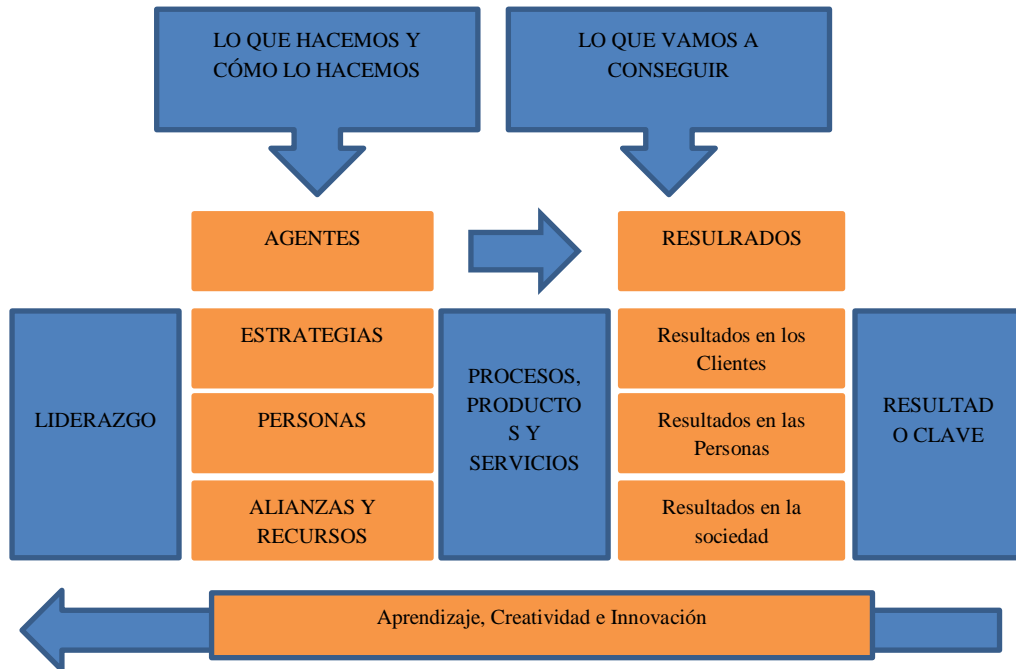 LO QUE HACEMOS Y
CÓMO LO HACEMOS
LO QUE VAMOS A
CONSEGUIR
AGENTES
RESULRADOS
LIDERAZGO
ESTRATEGIAS
PERSONAS
ALIANZAS Y
RECURSOS
PROCESOS,
PRODUCTO
S Y
SERVICIOS
Resultados en los
Clientes
Resultados en las
Personas
Resultados en la
sociedad
RESULTAD
O CLAVE
Aprendizaje, Creatividad e Innovación